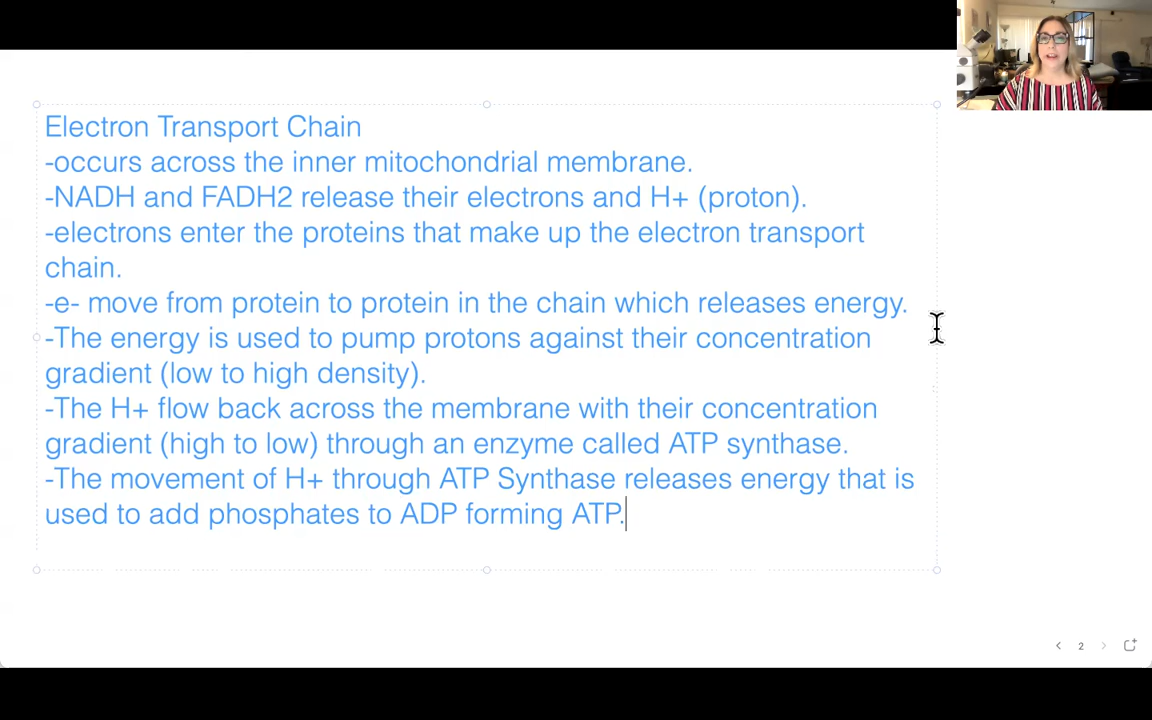 Electron Transport Chain
-occurs across the inner mitochondrial membrane.
-NADH and FADH2 release their electrons and H+ (proton).
-electrons enter the proteins that make up the electron transport
chain.
-e- move from protein to protein in the chain which releases energy.
-The energy is used to pump protons against their concentration
gradient (low to high density).
-The H+ flow back across the membrane with their concentration
gradient (high to low) through an enzyme called ATP synthase.
-The movement of H+ through ATP Synthase releases energy that is
used to add phosphates to ADP forming ATP.
2